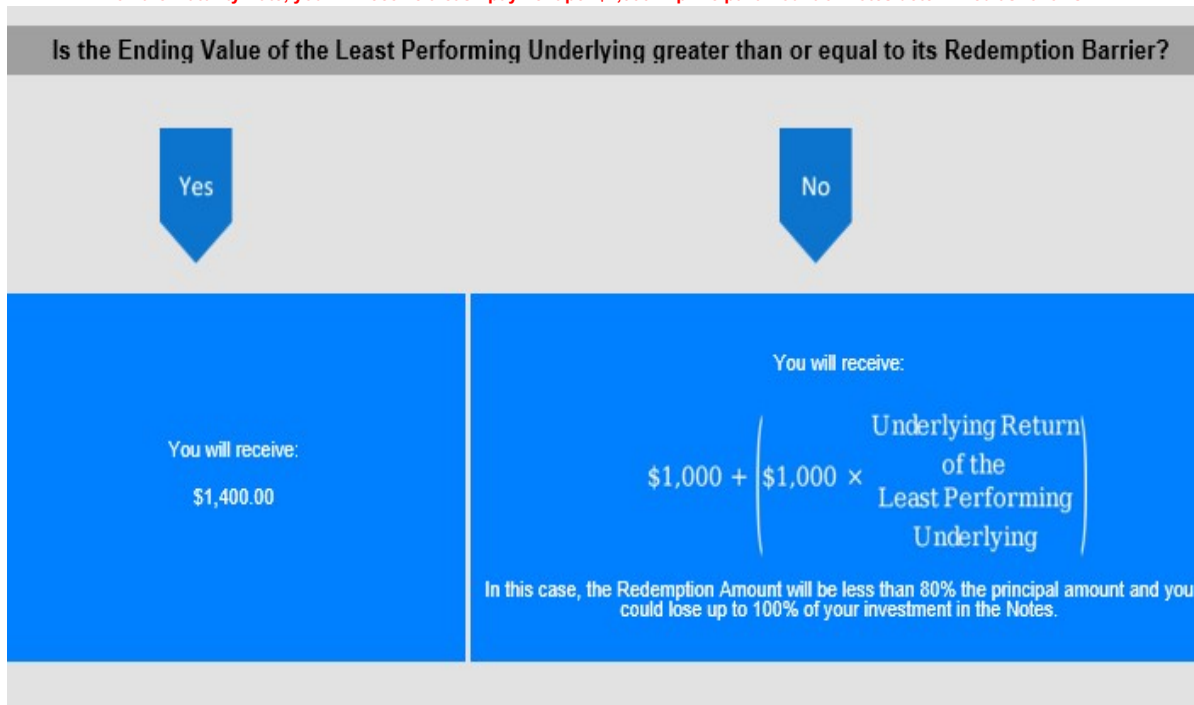 Is the Ending Value of the Least Performing Underlying greater than or equal to its Redemption Barrier?
Yes
No
You will receive:
$1,400.00
You will receive:
$1,000 + ($1,000 × Underlying Return
of the
Least Performing
Underlying)
In this case, the Redemption Amount will be less than 80% the principal amount and you
could lose up to 100% of your investment in the Notes.